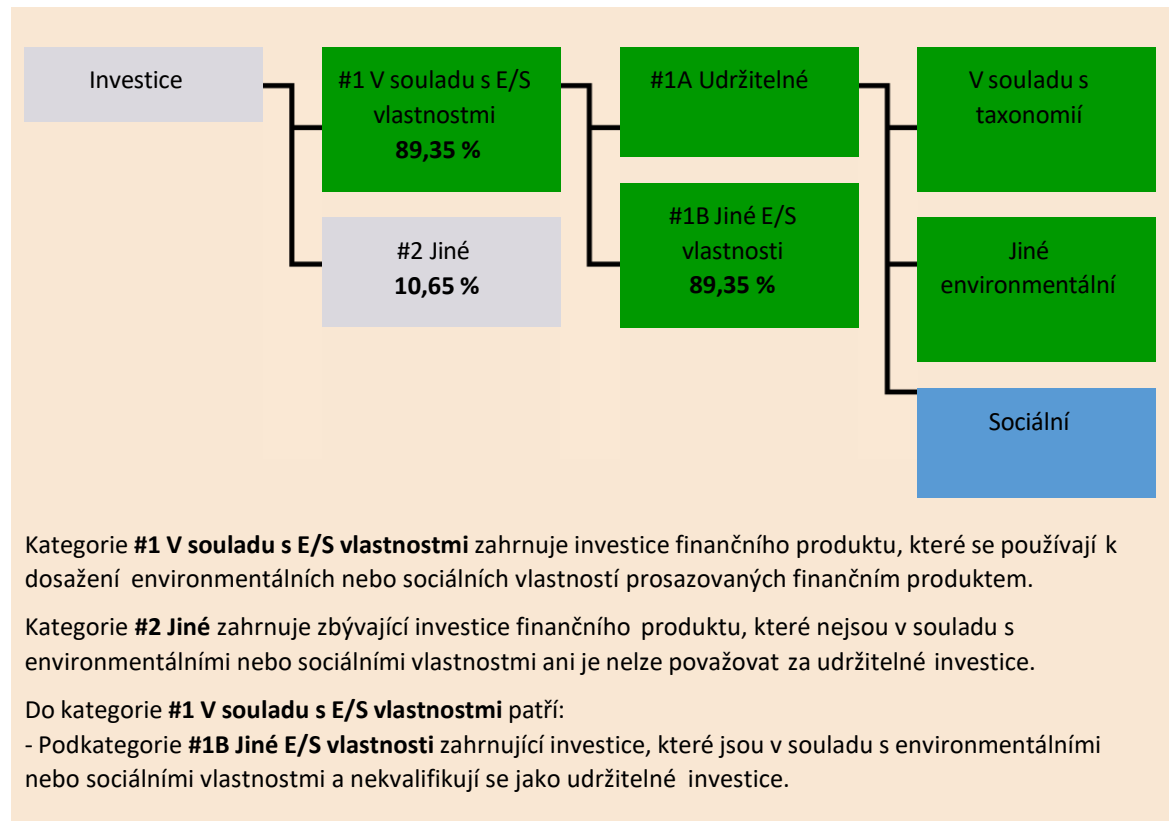 Investice
#1 V souladu s E/S
vlastnostmi
89,35 %
#2 Jiné
10,65 %
#1A Udržitelné
#1B Jiné E/S
vlastnosti
89,35 %
V souladu s
taxonomií
Jiné
environmentální
Sociální
Kategorie #1 V souladu s E/S vlastnostmi zahrnuje investice finančního produktu, které se používají k
dosažení environmentálních nebo sociálních vlastností prosazovaných finančním produktem.
Kategorie #2 Jiné zahrnuje zbývající investice finančního produktu, které nejsou v souladu s
environmentálními nebo sociálními vlastnostmi ani je nelze považovat za udržitelné investice.
Do kategorie #1 V souladu s E/S vlastnostmi patří:
- Podkategorie #1B Jiné E/S vlastnosti zahrnující investice, které jsou v souladu s environmentálními
nebo sociálními vlastnostmi a nekvalifikují se jako udržitelné investice.